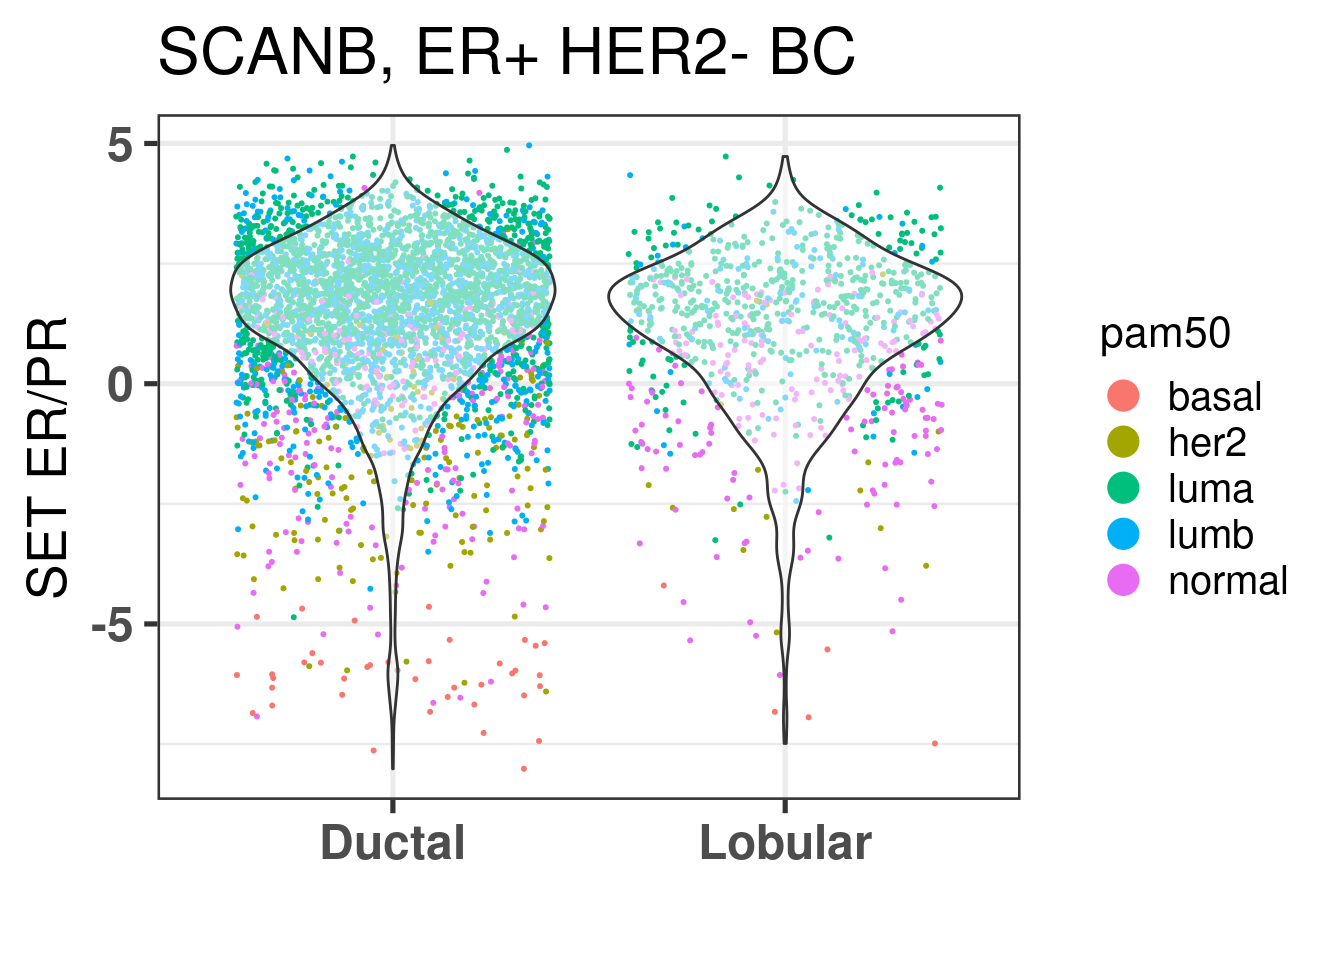 SCANB, ER+ HER2- BC
SET ER/PR
5
0
-5
Ductal
Lobular
pam50
basal
her2
luma
lumb
normal